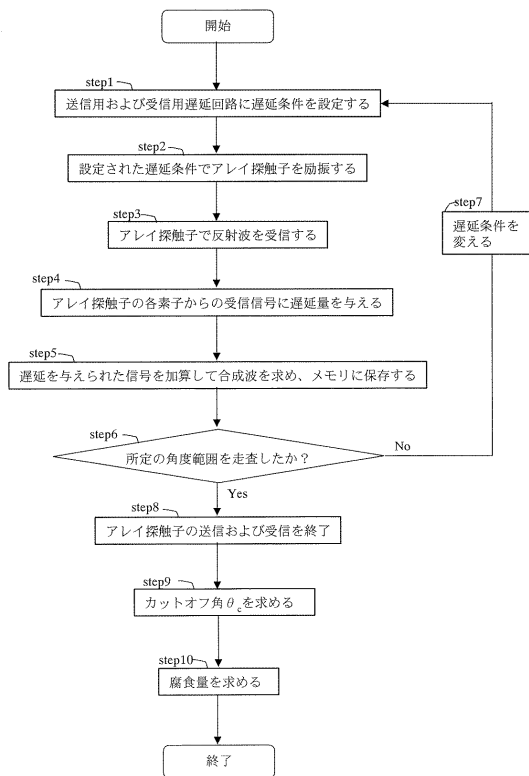 開始
step1
送信用および受信用遅延回路に遅延条件を設定する
step2
設定された遅延条件でアレイ探触子を励振する
step7
遅延条件を
変える
step3
アレイ探触子で反射波を受信する
step4
アレイ探触子の各素子からの受信信号に遅延量を与える
step5
遅延を与えられた信号を加算して合成波を求め、メモリに保存する
step6
所定の角度範囲を走査したか？
No
Yes
step8
アレイ探触子の送信および受信を終了
step9
カットオフ角θcを求める
step10
腐食量を求める
終了